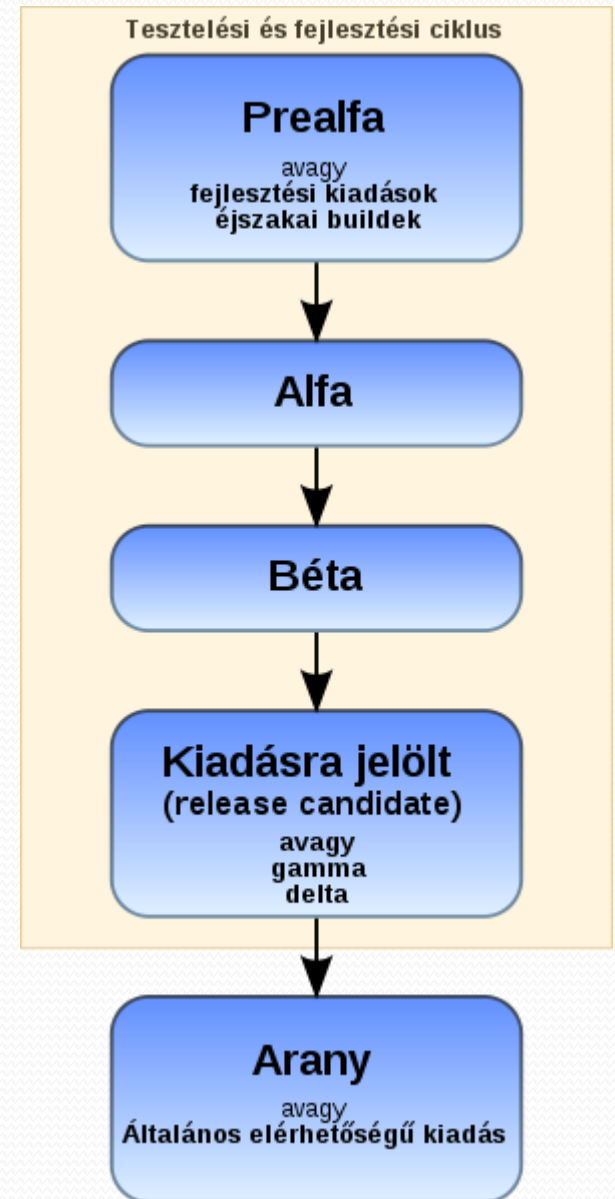 Tesztelési és fejlesztési ciklus
Prealfa
avagy
fejlesztési kiadások
éjszakai buildek
Alfa
Béta
Kiadásra jelölt
(release candidate)
avagy
gamma
delta
Arany
avagy
Általános elérhetőségű kiadás